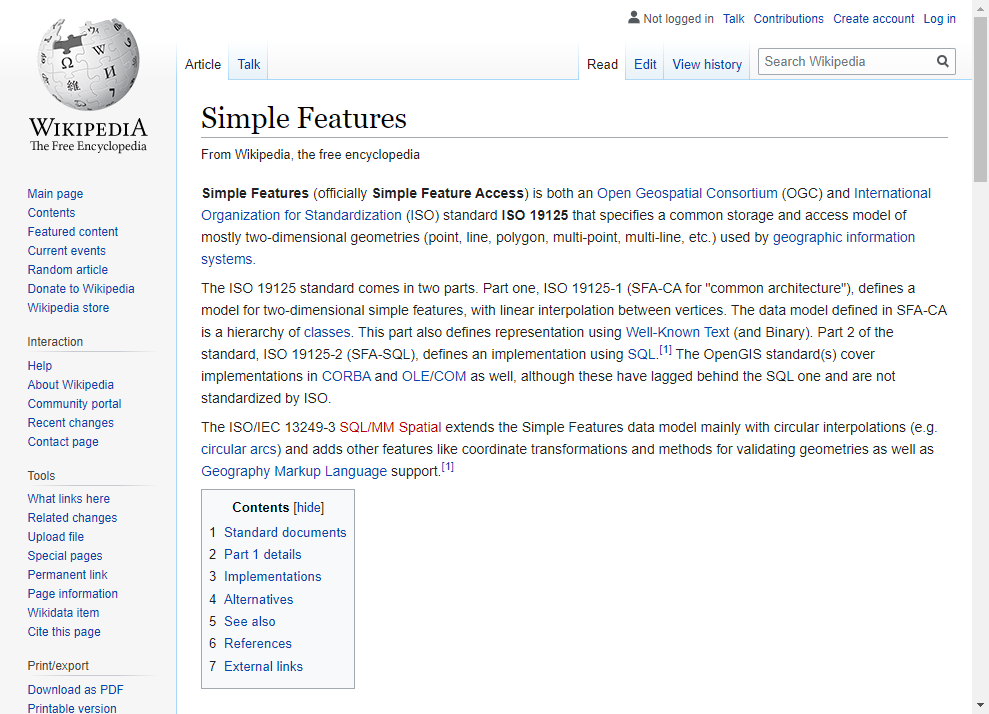 Not logged in Talk Contributions Create account Log in
Article Talk Read Edit View history Search Wikipedia
WIKIPEDIA
The Free Encyclopedia
Main page
Contents
Featured content
Current events
Random article
Donate to Wikipedia
Wikipedia store
Interaction
Help
About Wikipedia
Community portal
Recent changes
Contact page
Tools
What links here
Related changes
Upload file
Special pages
Permanent link
Page information
Wikidata item
Cite this page
Print/export
Download as PDF
Printable version
Simple Features
From Wikipedia, the free encyclopedia
Simple Features (officially Simple Feature Access) is both an Open Geospatial Consortium (OGC) and International
Organization for Standardization (ISO) standard ISO 19125 that specifies a common storage and access model of
mostly two-dimensional geometries (point, line, polygon, multi-point, multi-line, etc.) used by geographic information
systems.
The ISO 19125 standard comes in two parts. Part one, ISO 19125-1 (SFA-CA for "common architecture"), defines a
model for two-dimensional simple features, with linear interpolation between vertices. The data model defined in SFA-CA
is a hierarchy of classes. This part also defines representation using Well-Known Text (and Binary). Part 2 of the
standard, ISO 19125-2 (SFA-SQL), defines an implementation using SQL.[1] The OpenGIS standard(s) cover
implementations in CORBA and OLE/COM as well, although these have lagged behind the SQL one and are not
standardized by ISO.
The ISO/IEC 13249-3 SQL/MM Spatial extends the Simple Features data model mainly with circular interpolations (e.g.
circular arcs) and adds other features like coordinate transformations and methods for validating geometries as well as
Geography Markup Language support.[1]
Contents [hide]
1 Standard documents
2 Part 1 details
3 Implementations
4 Alternatives
5 See also
6 References
7 External links